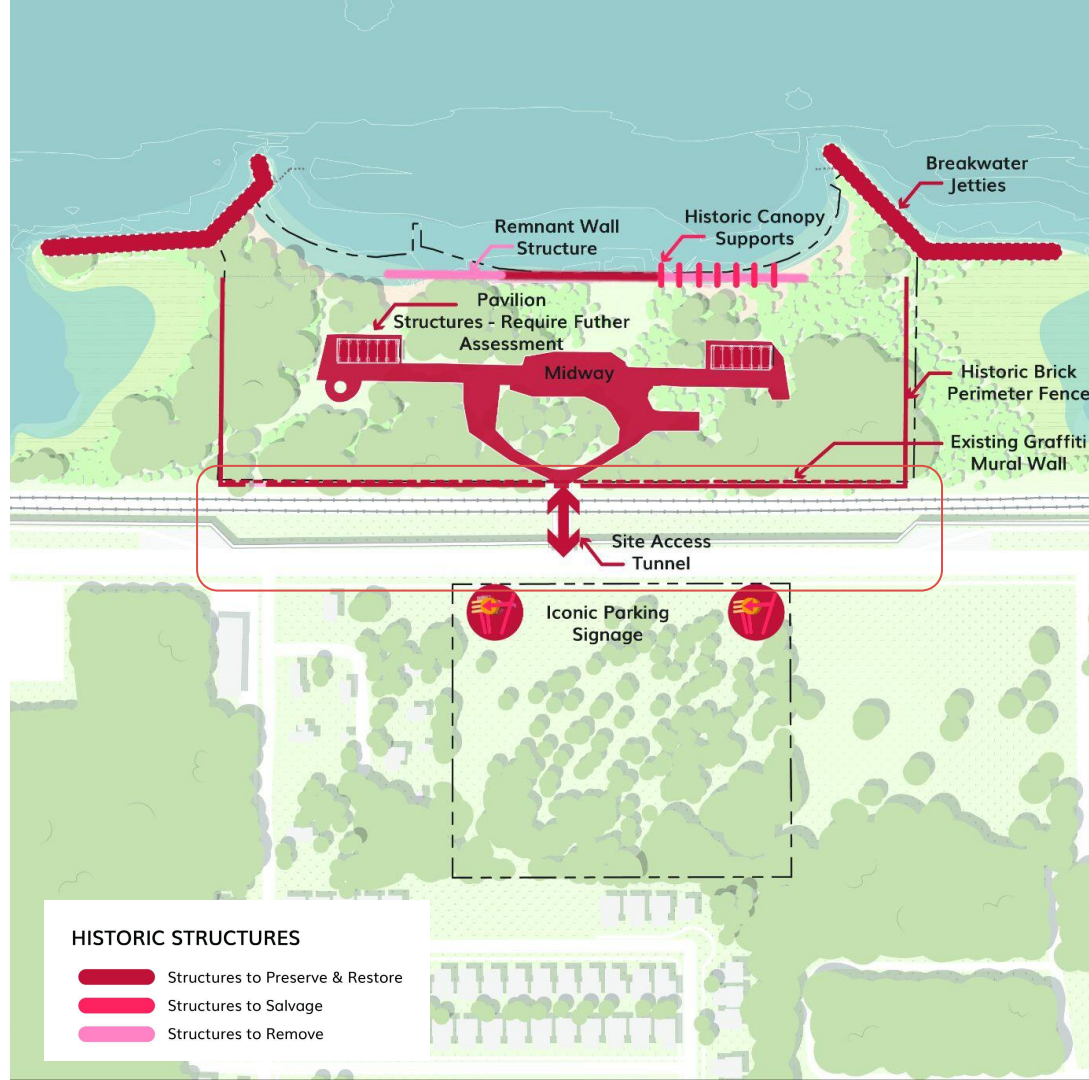 Breakwater
Jetties
Historic Canopy
Supports
Remnant Wall
Structure
Pavilion
Structures - Require Futher
Assessment
Midway
Historic Brick
Perimeter Fence
Existing Graffiti
Mural Wall
Site Access
Tunnel
Iconic Parking
Signage
HISTORIC STRUCTURES
Structures to Preserve & Restore
Structures to Salvage
Structures to Remove